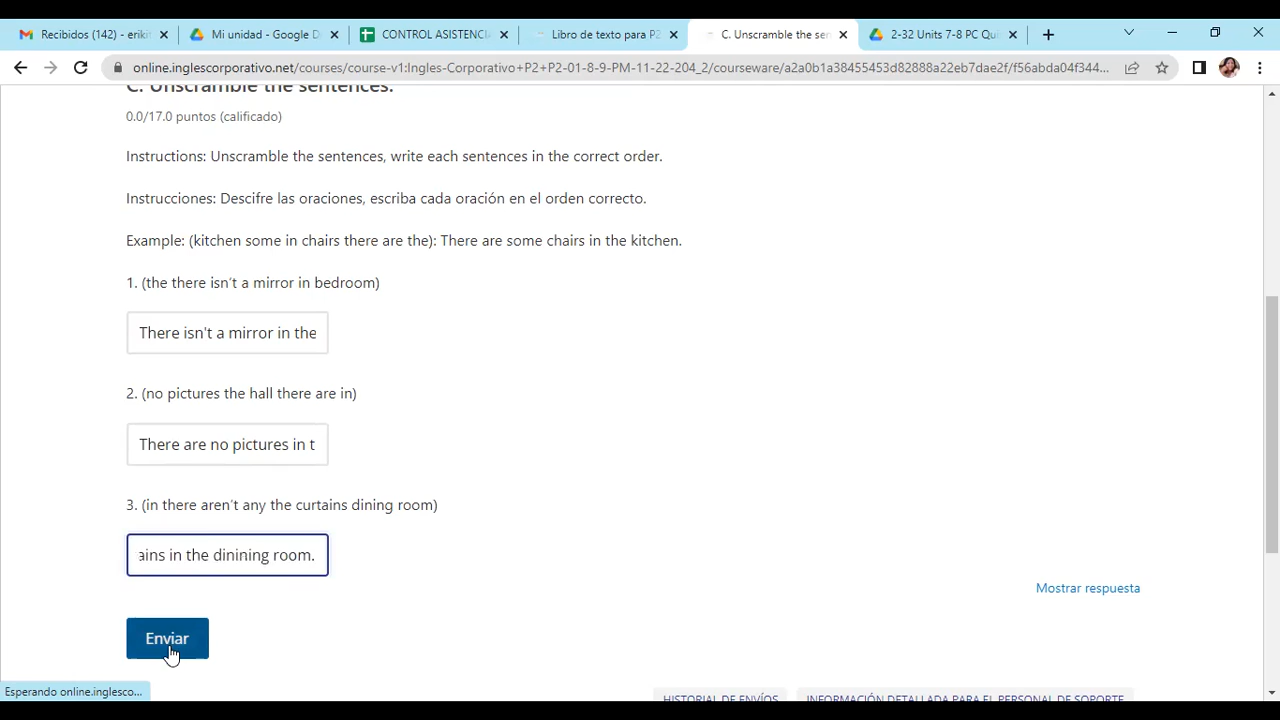 Recibidos (142) - eriki
Mi unidad - Google D
CONTROL ASISTENCIA
Libro de texto para P2
C. Unscramble the sen
2-32 Units 7-8 PC Qui
online.inglescorporativo.net/courses/course-v1:Ingles-Corporativo+P2+P2-01-8-9-PM-11-22-204_2/courseware/a2a0b1a38455453d82888a22eb7dae2f/f56abda04f344...
C. Unscramble the sentences.
0.0/17.0 puntos (calificado)
Instructions: Unscramble the sentences, write each sentences in the correct order.
Instrucciones: Descifre las oraciones, escriba cada oración en el orden correcto.
Example: (kitchen some in chairs there are the): There are some chairs in the kitchen.
1. (the there isn’t a mirror in bedroom)
There isn't a mirror in the
2. (no pictures the hall there are in)
There are no pictures in t
3. (in there aren’t any the curtains dining room)
ains in the dinining room.
Mostrar respuesta
Enviar
Esperando online.inglesco...
HISTORIAL DE ENVÍOS
INFORMACIÓN DETALLADA PARA EL PERSONAL DE SOPORTE